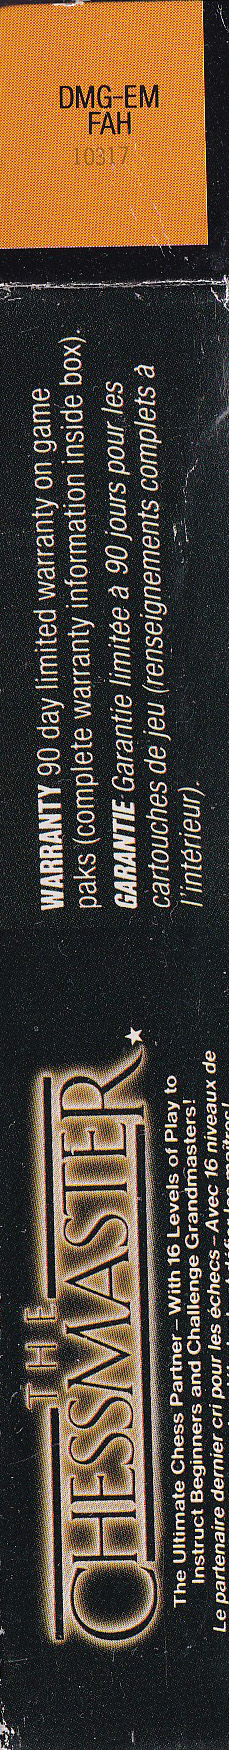 DMG-EM
FAH
10317
WARRANTY 90 day limited warranty on game
paks (complete warranty information inside box).
GARANTIE Garantie limitée à 90 jours pour les
cartouches de jeu (renseignements complets à
l'intérieur).
THE
CHESSMASTER
The Ultimate Chess Partner – With 16 Levels of Play to
Instruct Beginners and Challenge Grandmasters!
Le partenaire dernier cri pour les échecs – Avec 16 niveaux de